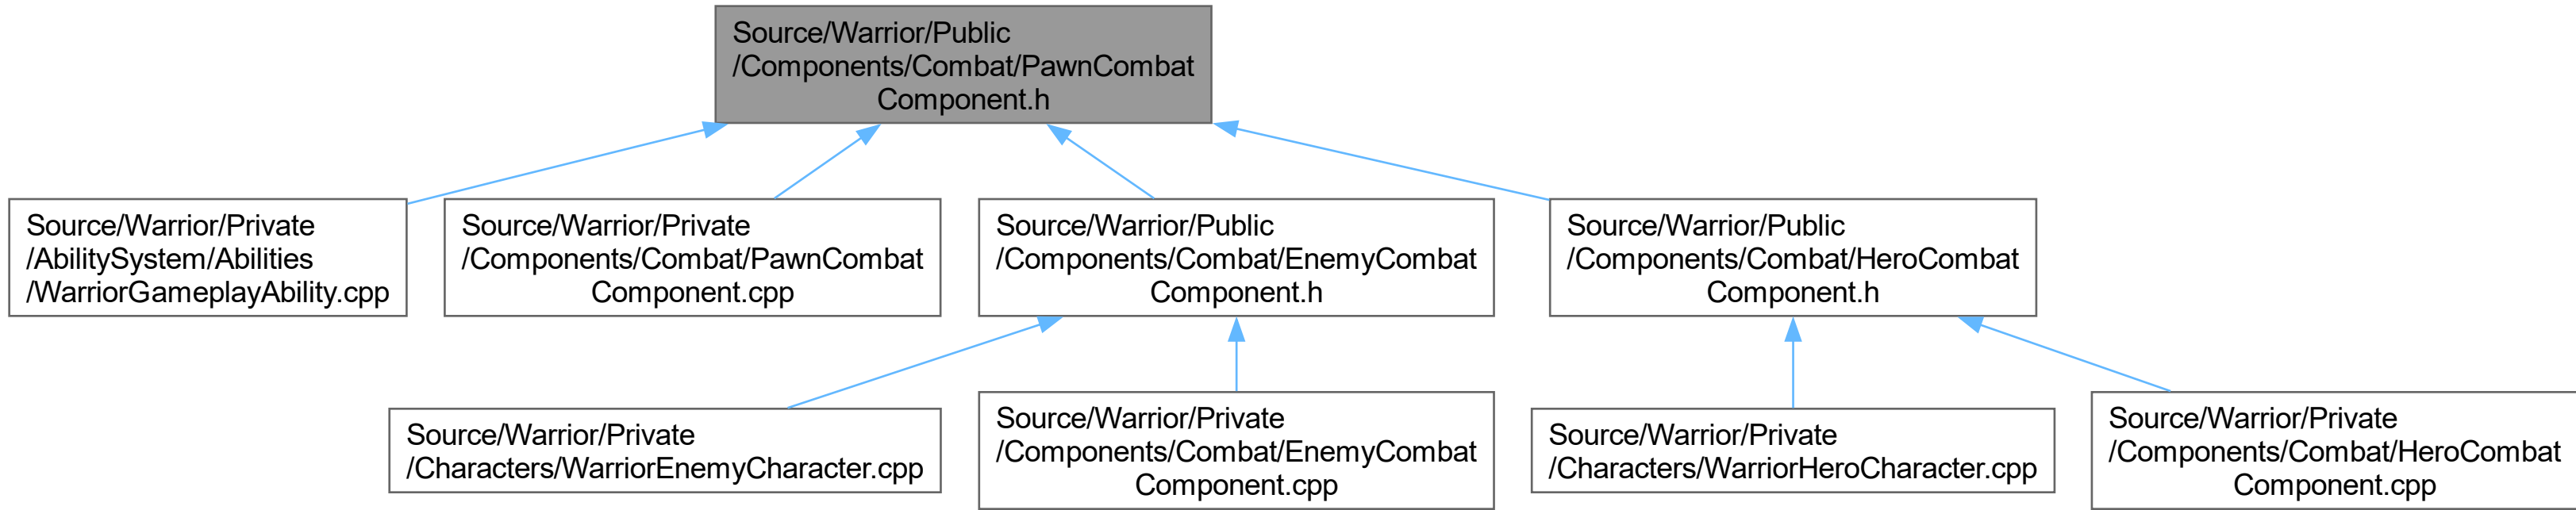 Source/Warrior/Public
/Components/Combat/PawnCombat
Component.h
Source/Warrior/Private
/AbilitySystem/Abilities
/WarriorGameplayAbility.cpp
Source/Warrior/Private
/Components/Combat/PawnCombat
Component.cpp
Source/Warrior/Public
/Components/Combat/EnemyCombat
Component.h
Source/Warrior/Public
/Components/Combat/HeroCombat
Component.h
Source/Warrior/Private
/Characters/WarriorEnemyCharacter.cpp
Source/Warrior/Private
/Components/Combat/EnemyCombat
Component.cpp
Source/Warrior/Private
/Characters/WarriorHeroCharacter.cpp
Source/Warrior/Private
/Components/Combat/HeroCombat
Component.cpp